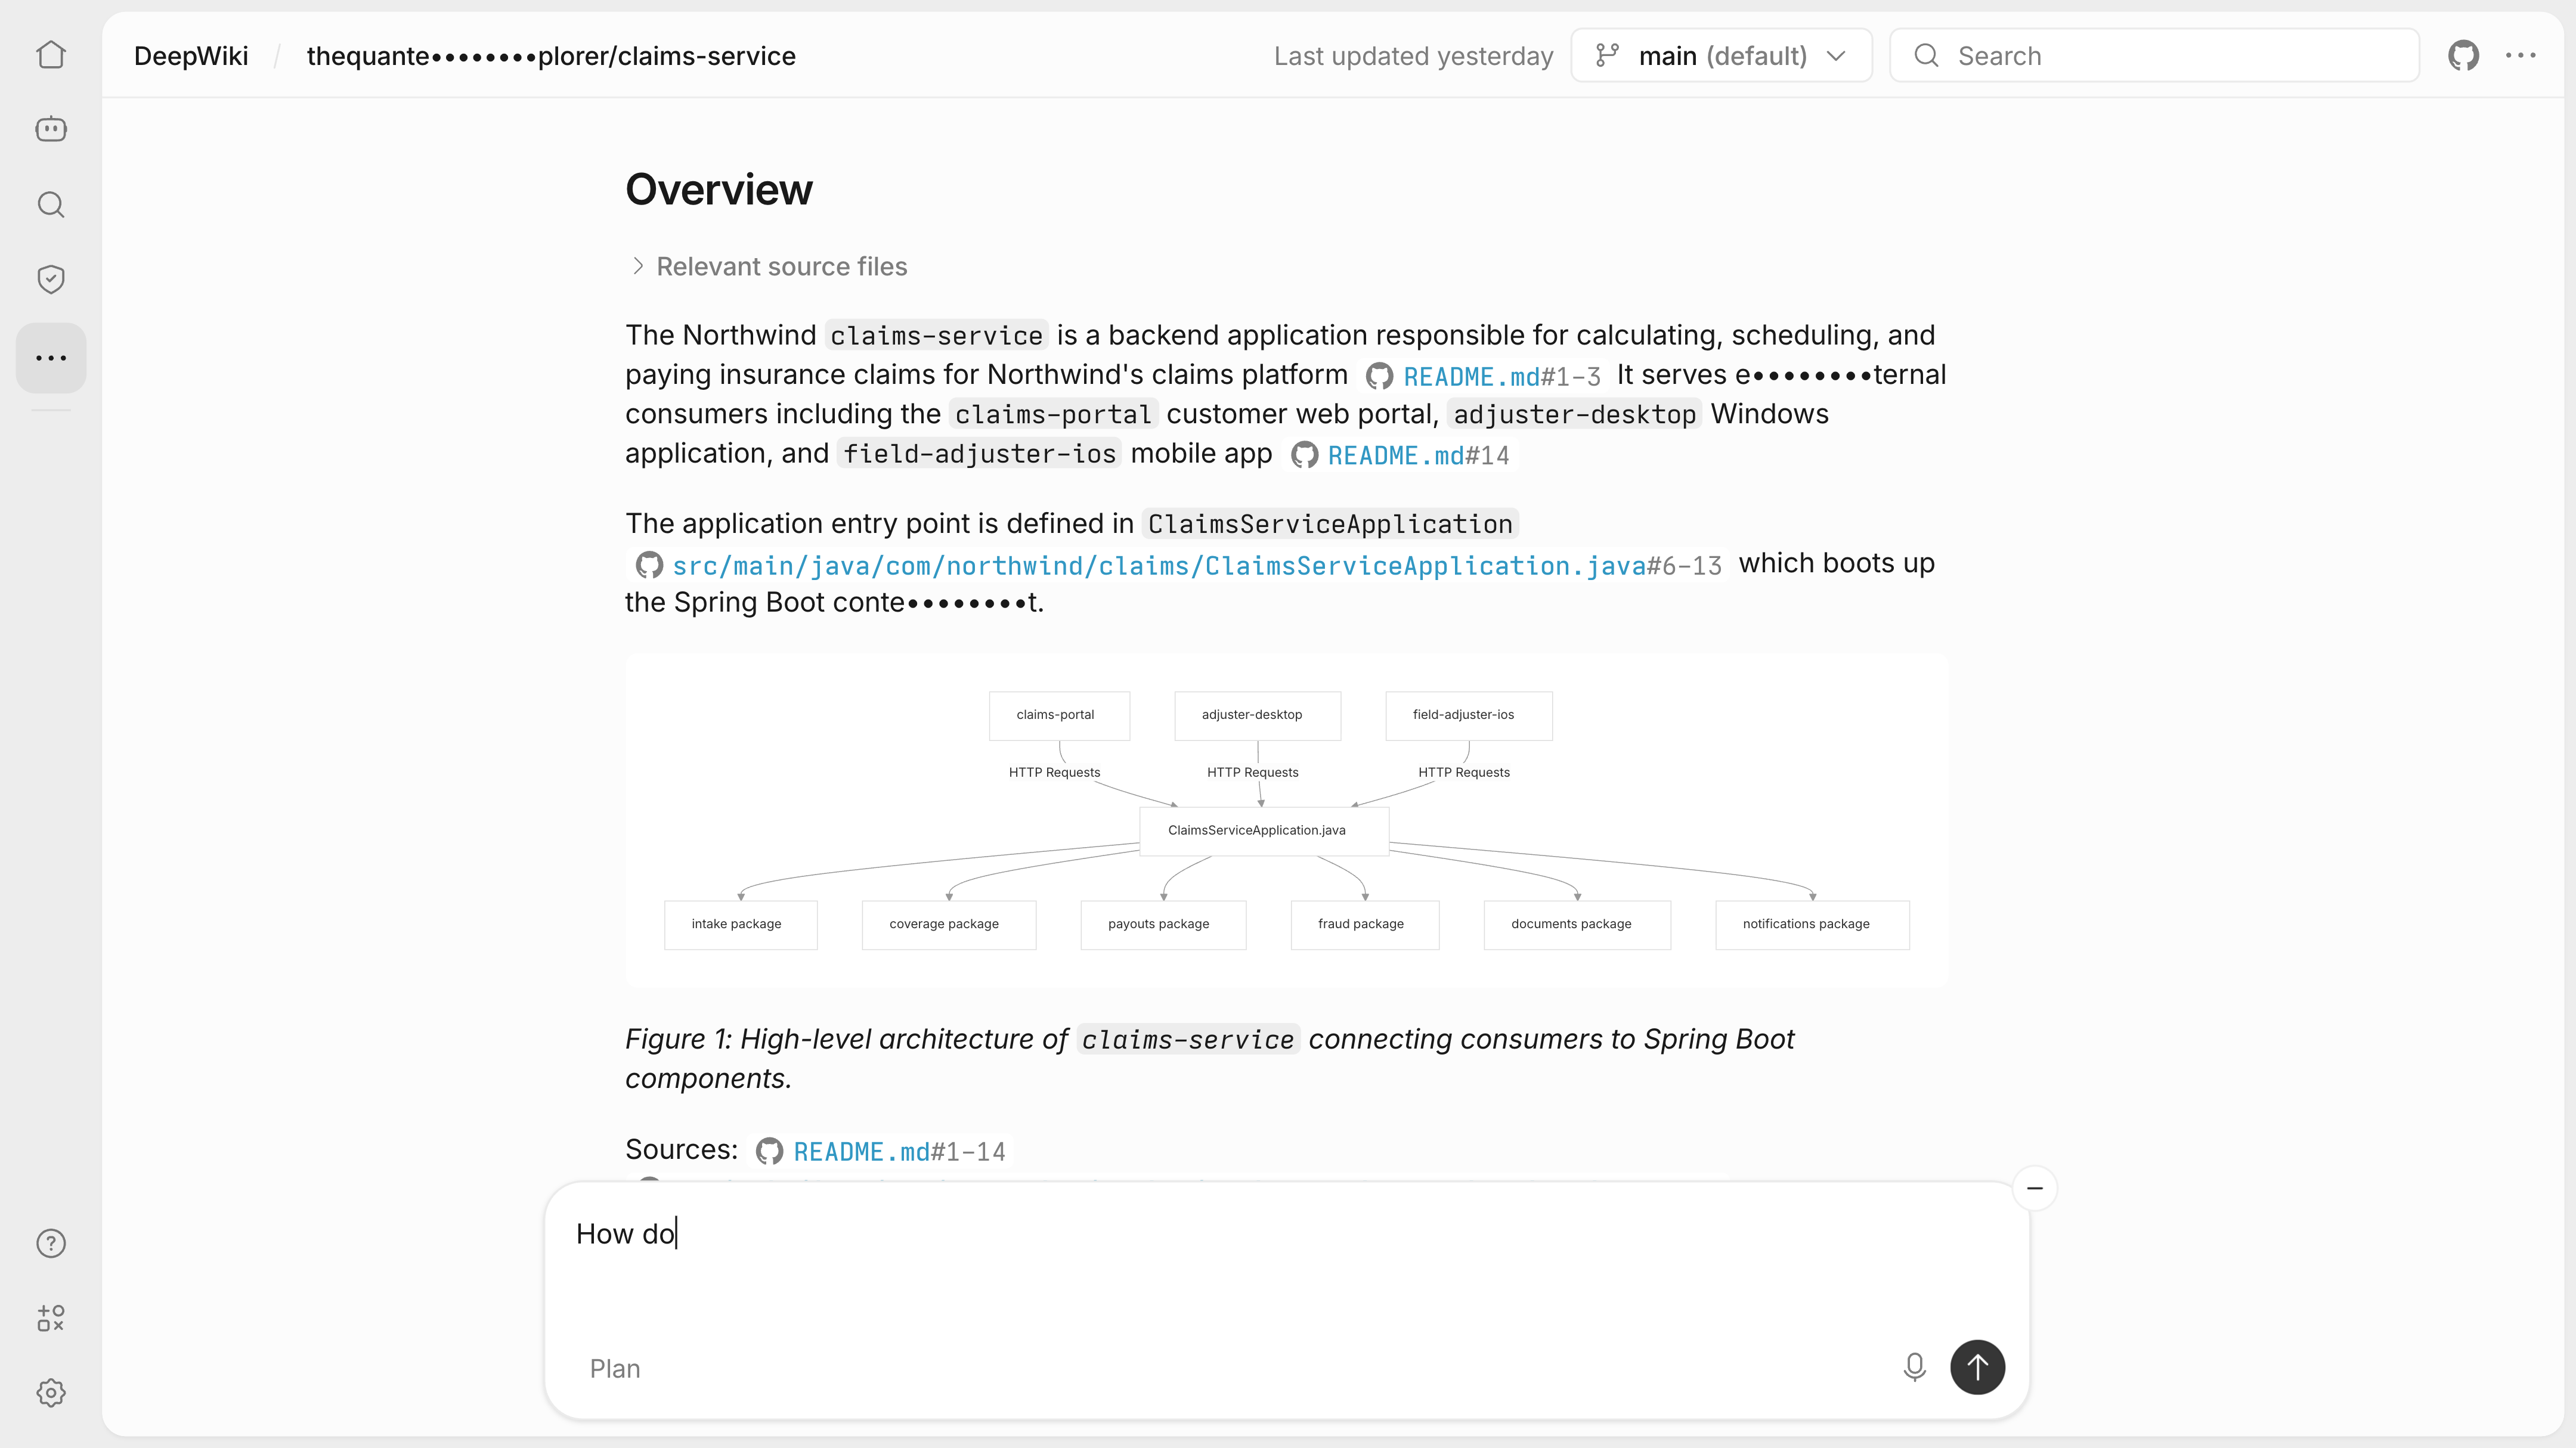 DeepWiki / thequante••••••••plorer/claims-service
Last updated yesterday
main (default)
Search
Overview
Relevant source files
The Northwind claims-service is a backend application responsible for calculating, scheduling, and
paying insurance claims for Northwind's claims platform README.md#1-3 It serves e••••••••ternal
consumers including the claims-portal customer web portal, adjuster-desktop Windows
application, and field-adjuster-ios mobile app README.md#14
The application entry point is defined in ClaimsServiceApplication
src/main/java/com/northwind/claims/ClaimsServiceApplication.java#6-13 which boots up
the Spring Boot conte••••••••t.
claims-portal
adjuster-desktop
field-adjuster-ios
HTTP Requests
HTTP Requests
HTTP Requests
ClaimsServiceApplication.java
intake package
coverage package
payouts package
fraud package
documents package
notifications package
Figure 1: High-level architecture of claims-service connecting consumers to Spring Boot
components.
Sources: README.md#1-14
How do
Plan